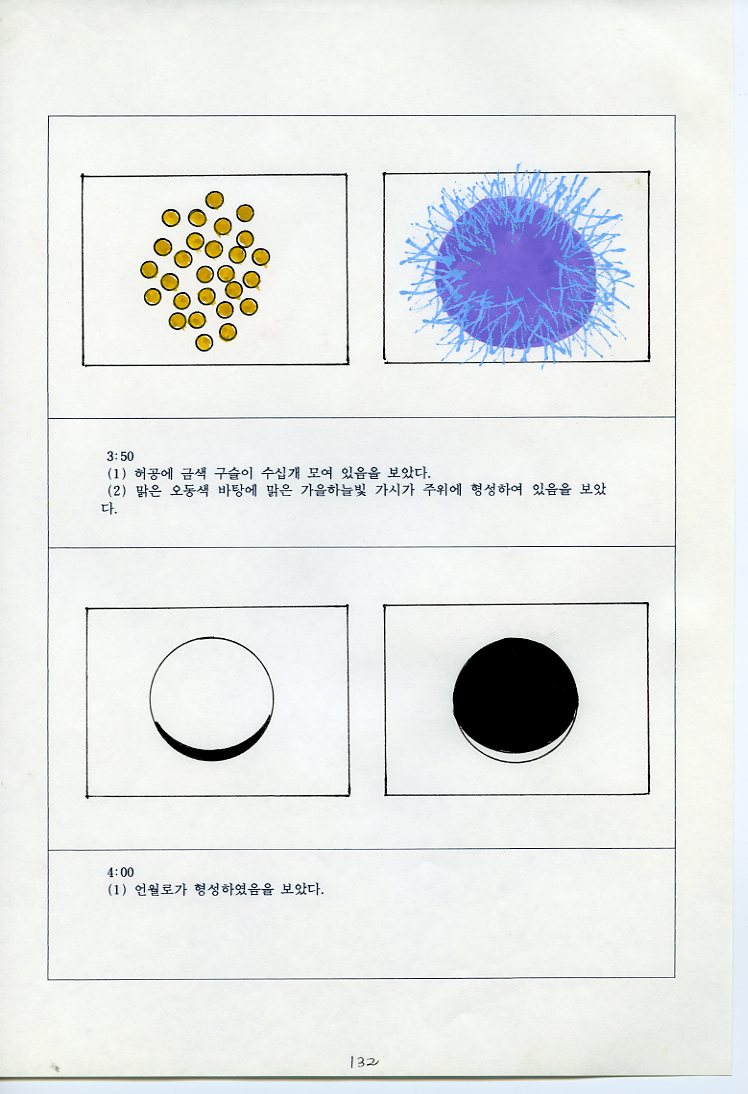 3:50
(1) 허공에 금색 구슬이 수십개 모여 있음을 보았다.
(2) 맑은 오동색 바탕에 맑은 가을하늘빛 가시가 주위에 형성하여 있음을 보았
다.
4:00
(1) 언월로가 형성하였음을 보았다.
132